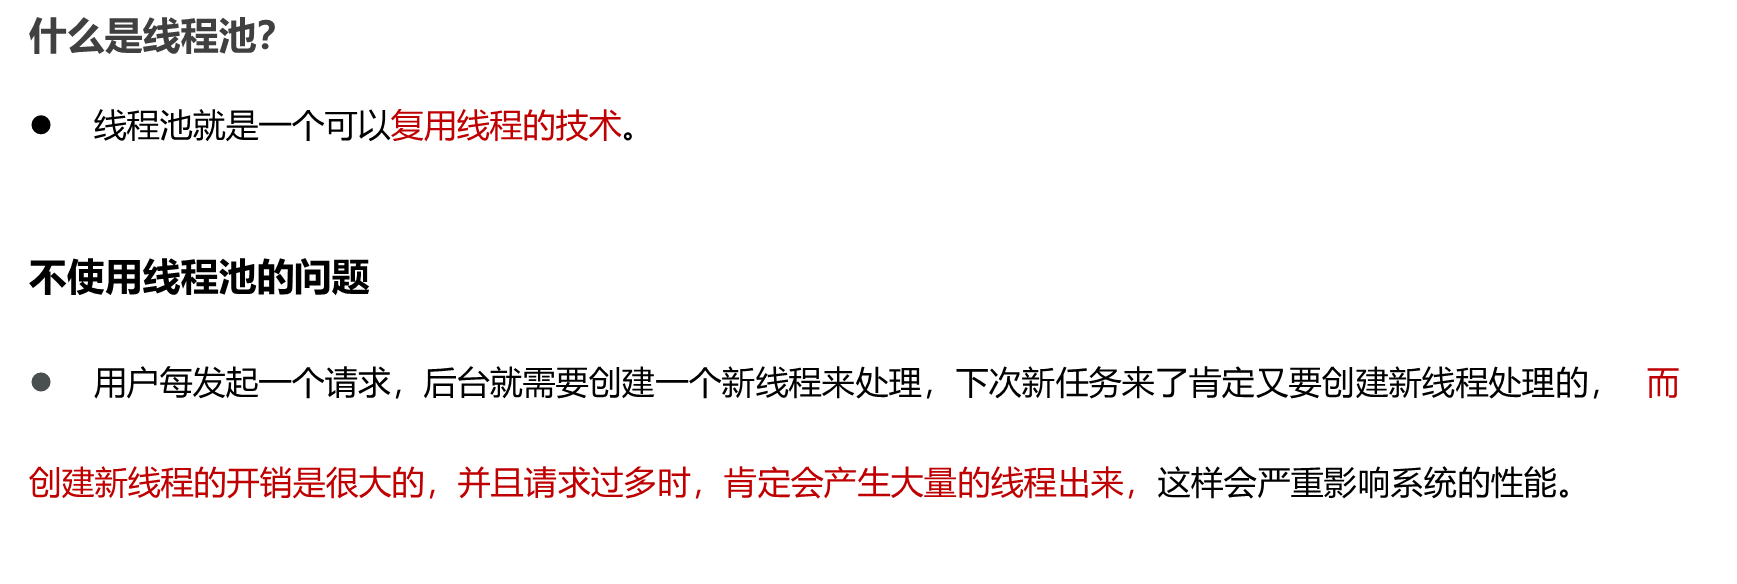 什么是线程池？
● 线程池就是一个可以复用线程的技术。
不使用线程池的问题
● 用户每发起一个请求，后台就需要创建一个新线程来处理，下次新任务来了肯定又要创建新线程处理的， 而
创建新线程的开销是很大的，并且请求过多时，肯定会产生大量的线程出来，这样会严重影响系统的性能。